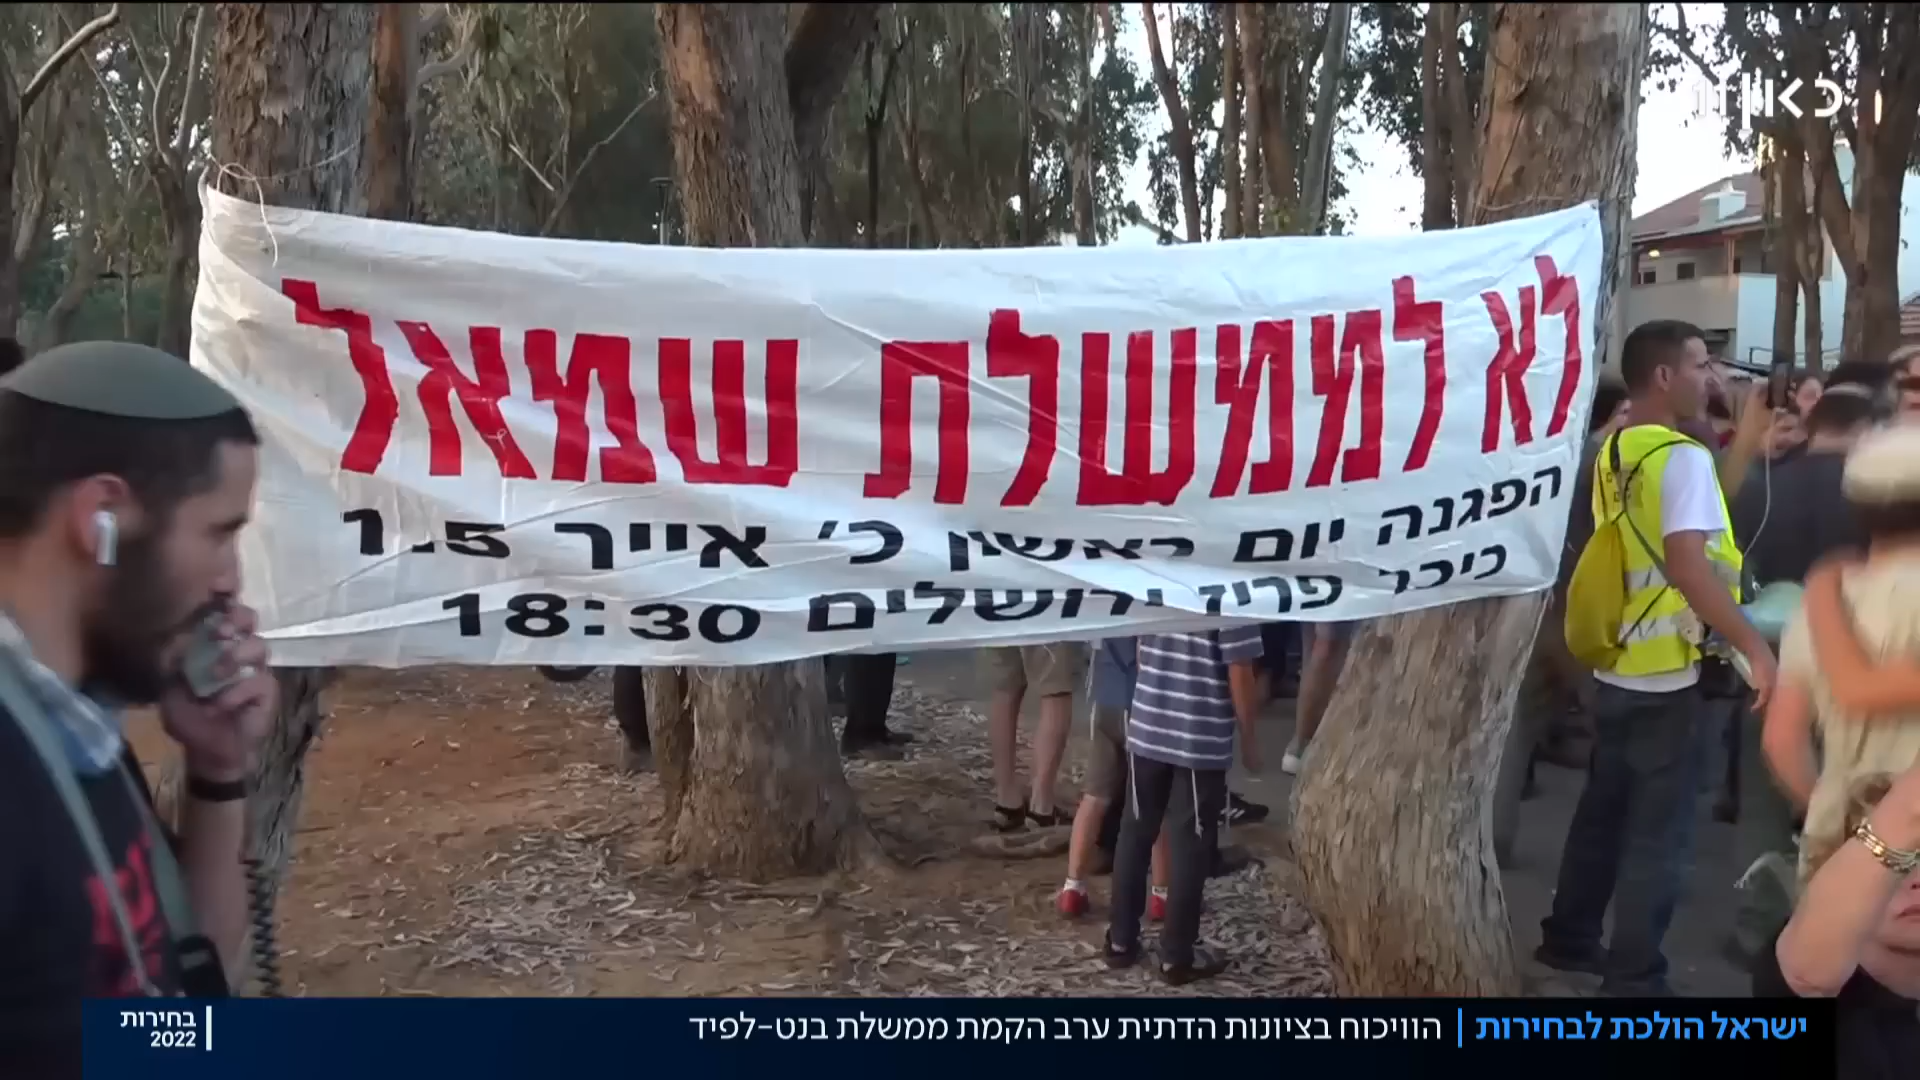 כאן 11
לא לממשלת שמאל
הפגנה יום ראשון כ׳ אייר 1.5
כיכר פריז ירושלים 18:30
ישראל הולכת לבחירות | הוויכוח בציונות הדתית ערב הקמת ממשלת בנט-לפיד
בחירות
2022